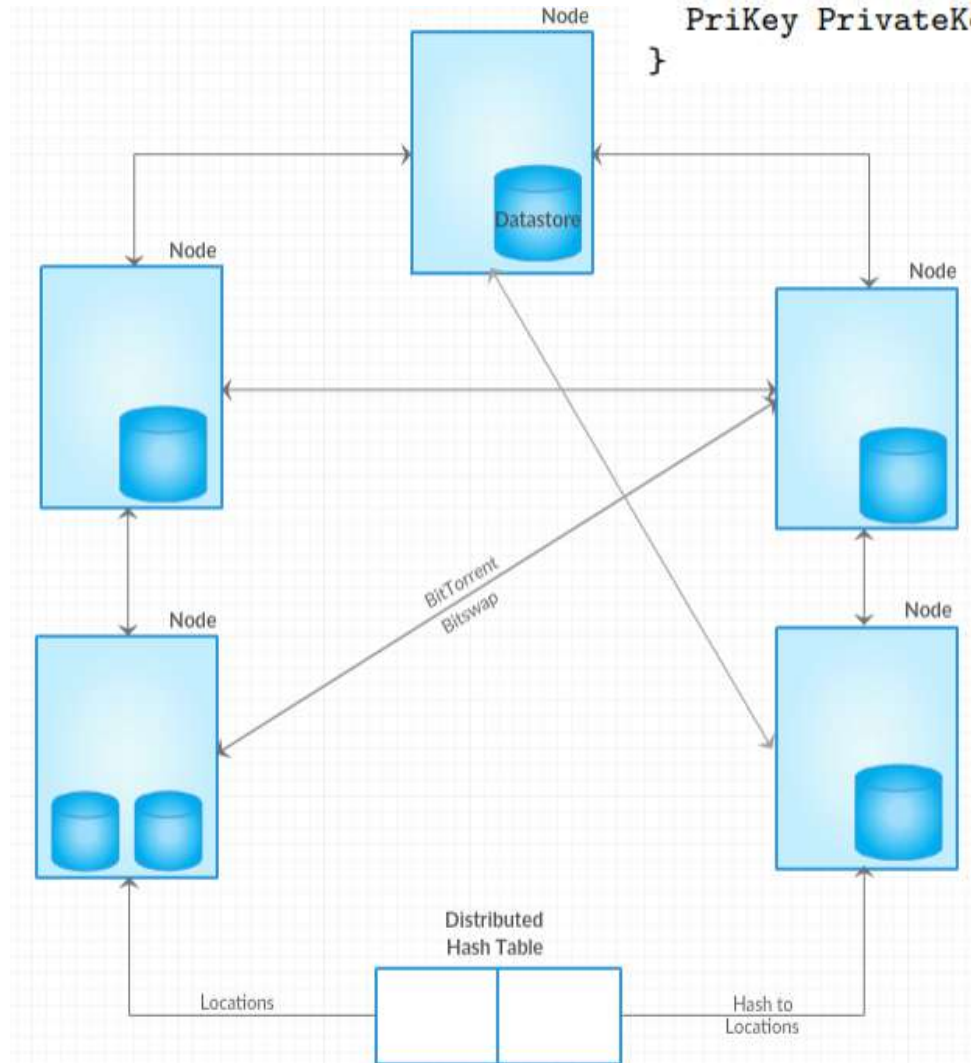 Node
PriKey PrivateK
}
Datastore
Node
Node
BitTorrent
Bitswap
Node
Node
Distributed
Hash Table
Locations
Hash to
Locations